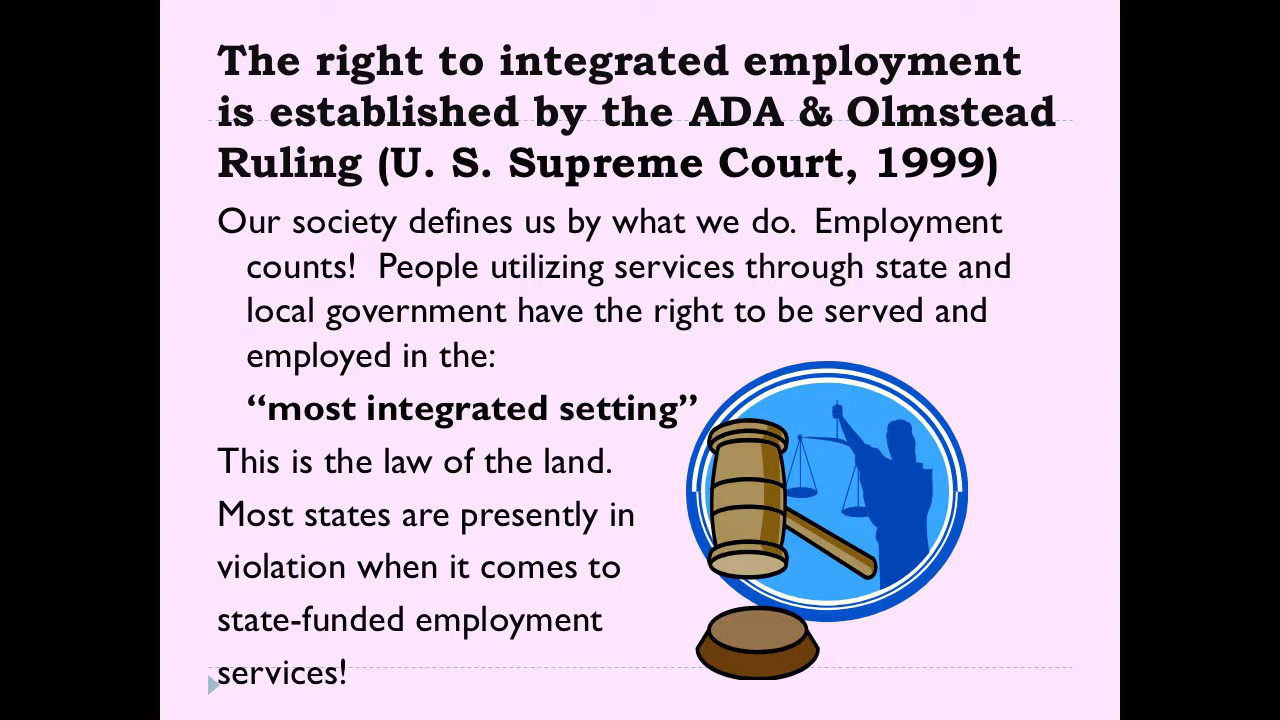 The right to integrated employment
is established by the ADA & Olmstead
Ruling (U. S. Supreme Court, 1999)
Our society defines us by what we do.  Employment
counts!  People utilizing services through state and
local government have the right to be served and
employed in the:
“most integrated setting”
This is the law of the land.
Most states are presently in
violation when it comes to
state-funded employment
services!